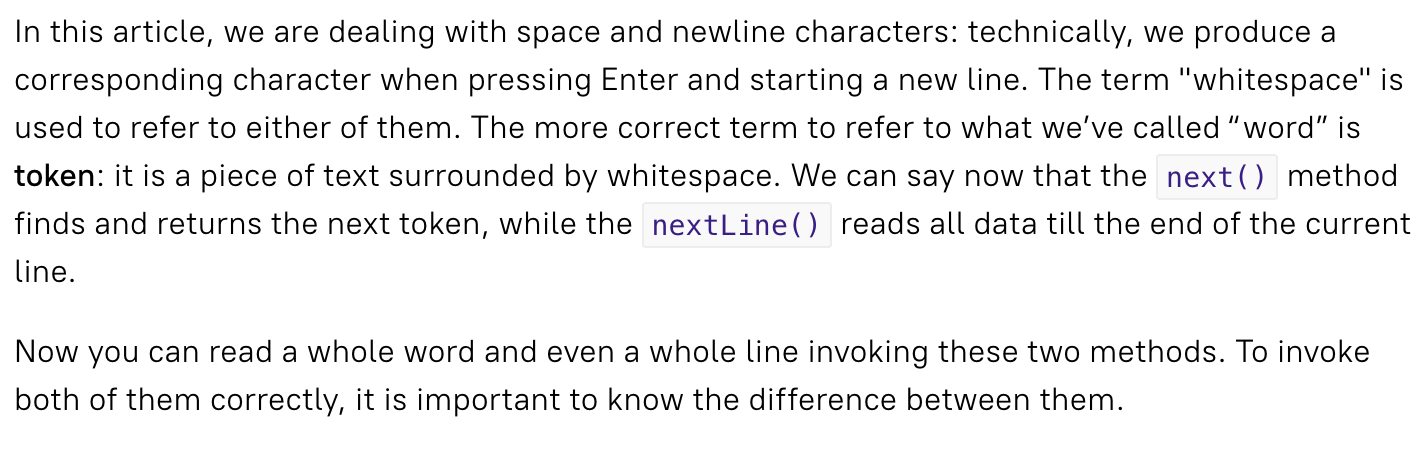 In this article, we are dealing with space and newline characters: technically, we produce a
corresponding character when pressing Enter and starting a new line. The term "whitespace" is
used to refer to either of them. The more correct term to refer to what we’ve called “word” is
token: it is a piece of text surrounded by whitespace. We can say now that the next() method
finds and returns the next token, while the nextLine() reads all data till the end of the current
line.
Now you can read a whole word and even a whole line invoking these two methods. To invoke
both of them correctly, it is important to know the difference between them.